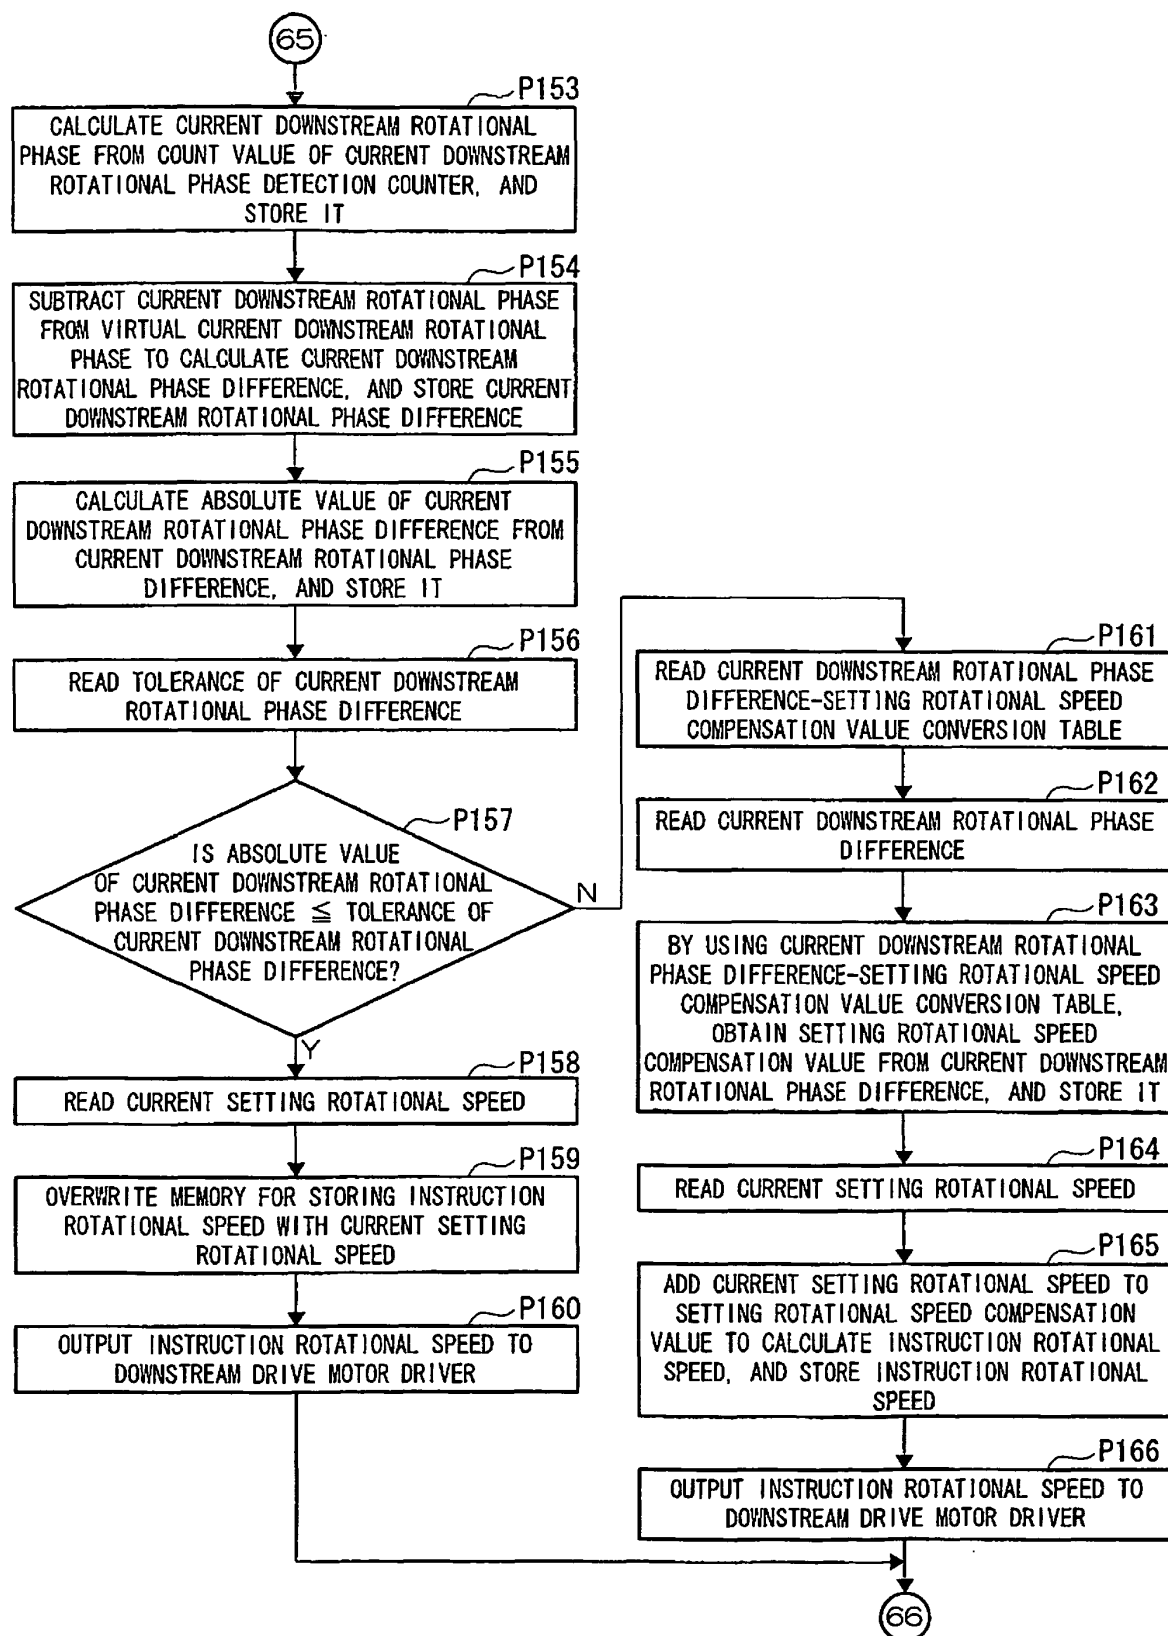 65
P153
CALCULATE CURRENT DOWNSTREAM ROTATIONAL
PHASE FROM COUNT VALUE OF CURRENT DOWNSTREAM
ROTATIONAL PHASE DETECTION COUNTER, AND
STORE IT
P154
SUBTRACT CURRENT DOWNSTREAM ROTATIONAL PHASE
FROM VIRTUAL CURRENT DOWNSTREAM ROTATIONAL
PHASE TO CALCULATE CURRENT DOWNSTREAM
ROTATIONAL PHASE DIFFERENCE, AND STORE CURRENT
DOWNSTREAM ROTATIONAL PHASE DIFFERENCE
P155
CALCULATE ABSOLUTE VALUE OF CURRENT
DOWNSTREAM ROTATIONAL PHASE DIFFERENCE FROM
CURRENT DOWNSTREAM ROTATIONAL PHASE
DIFFERENCE, AND STORE IT
P156
READ TOLERANCE OF CURRENT DOWNSTREAM
ROTATIONAL PHASE DIFFERENCE
P157
IS ABSOLUTE VALUE
OF CURRENT DOWNSTREAM ROTATIONAL
PHASE DIFFERENCE ≦ TOLERANCE OF
CURRENT DOWNSTREAM ROTATIONAL
PHASE DIFFERENCE?
N
Y
P158
READ CURRENT SETTING ROTATIONAL SPEED
P159
OVERWRITE MEMORY FOR STORING INSTRUCTION
ROTATIONAL SPEED WITH CURRENT SETTING
ROTATIONAL SPEED
P160
OUTPUT INSTRUCTION ROTATIONAL SPEED TO
DOWNSTREAM DRIVE MOTOR DRIVER
P161
READ CURRENT DOWNSTREAM ROTATIONAL PHASE
DIFFERENCE-SETTING ROTATIONAL SPEED
COMPENSATION VALUE CONVERSION TABLE
P162
READ CURRENT DOWNSTREAM ROTATIONAL PHASE
DIFFERENCE
P163
BY USING CURRENT DOWNSTREAM ROTATIONAL
PHASE DIFFERENCE-SETTING ROTATIONAL SPEED
COMPENSATION VALUE CONVERSION TABLE,
OBTAIN SETTING ROTATIONAL SPEED
COMPENSATION VALUE FROM CURRENT DOWNSTREAM
ROTATIONAL PHASE DIFFERENCE, AND STORE IT
P164
READ CURRENT SETTING ROTATIONAL SPEED
P165
ADD CURRENT SETTING ROTATIONAL SPEED TO
SETTING ROTATIONAL SPEED COMPENSATION
VALUE TO CALCULATE INSTRUCTION ROTATIONAL
SPEED, AND STORE INSTRUCTION ROTATIONAL
SPEED
P166
OUTPUT INSTRUCTION ROTATIONAL SPEED TO
DOWNSTREAM DRIVE MOTOR DRIVER
66